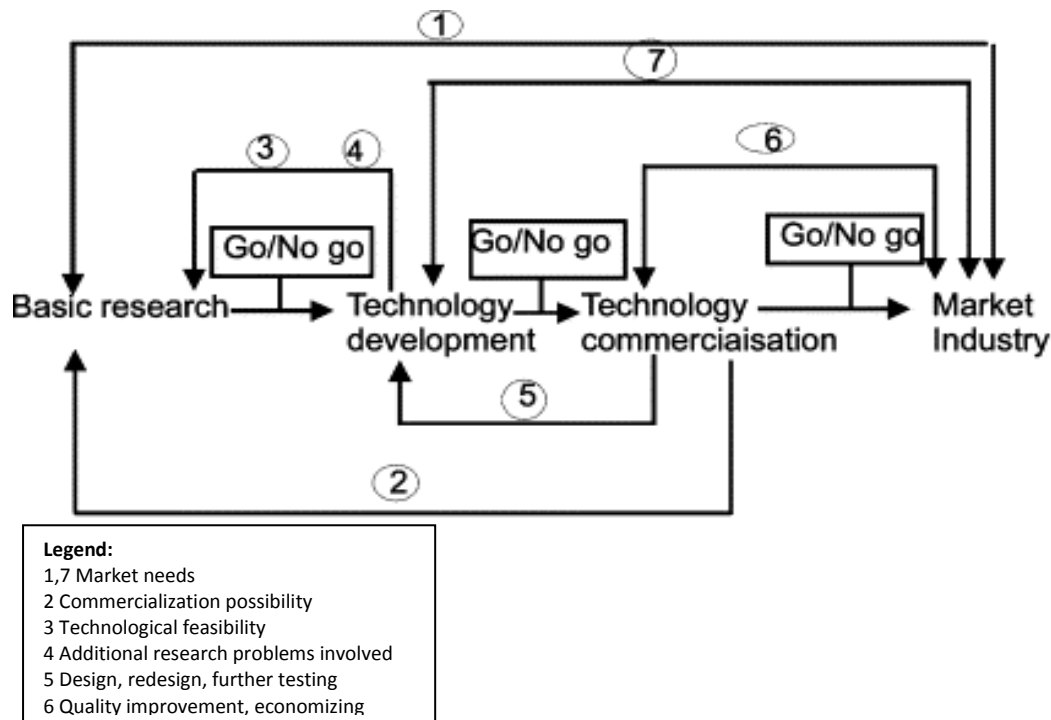 1
7
6
3
4
Go/No go
Go/No go
Go/No go
Basic research
Technology
development
Technology
commerciaisation
Market
Industry
5
2
Legend:
1,7 Market needs
2 Commercialization possibility
3 Technological feasibility
4 Additional research problems involved
5 Design, redesign, further testing
6 Quality improvement, economizing